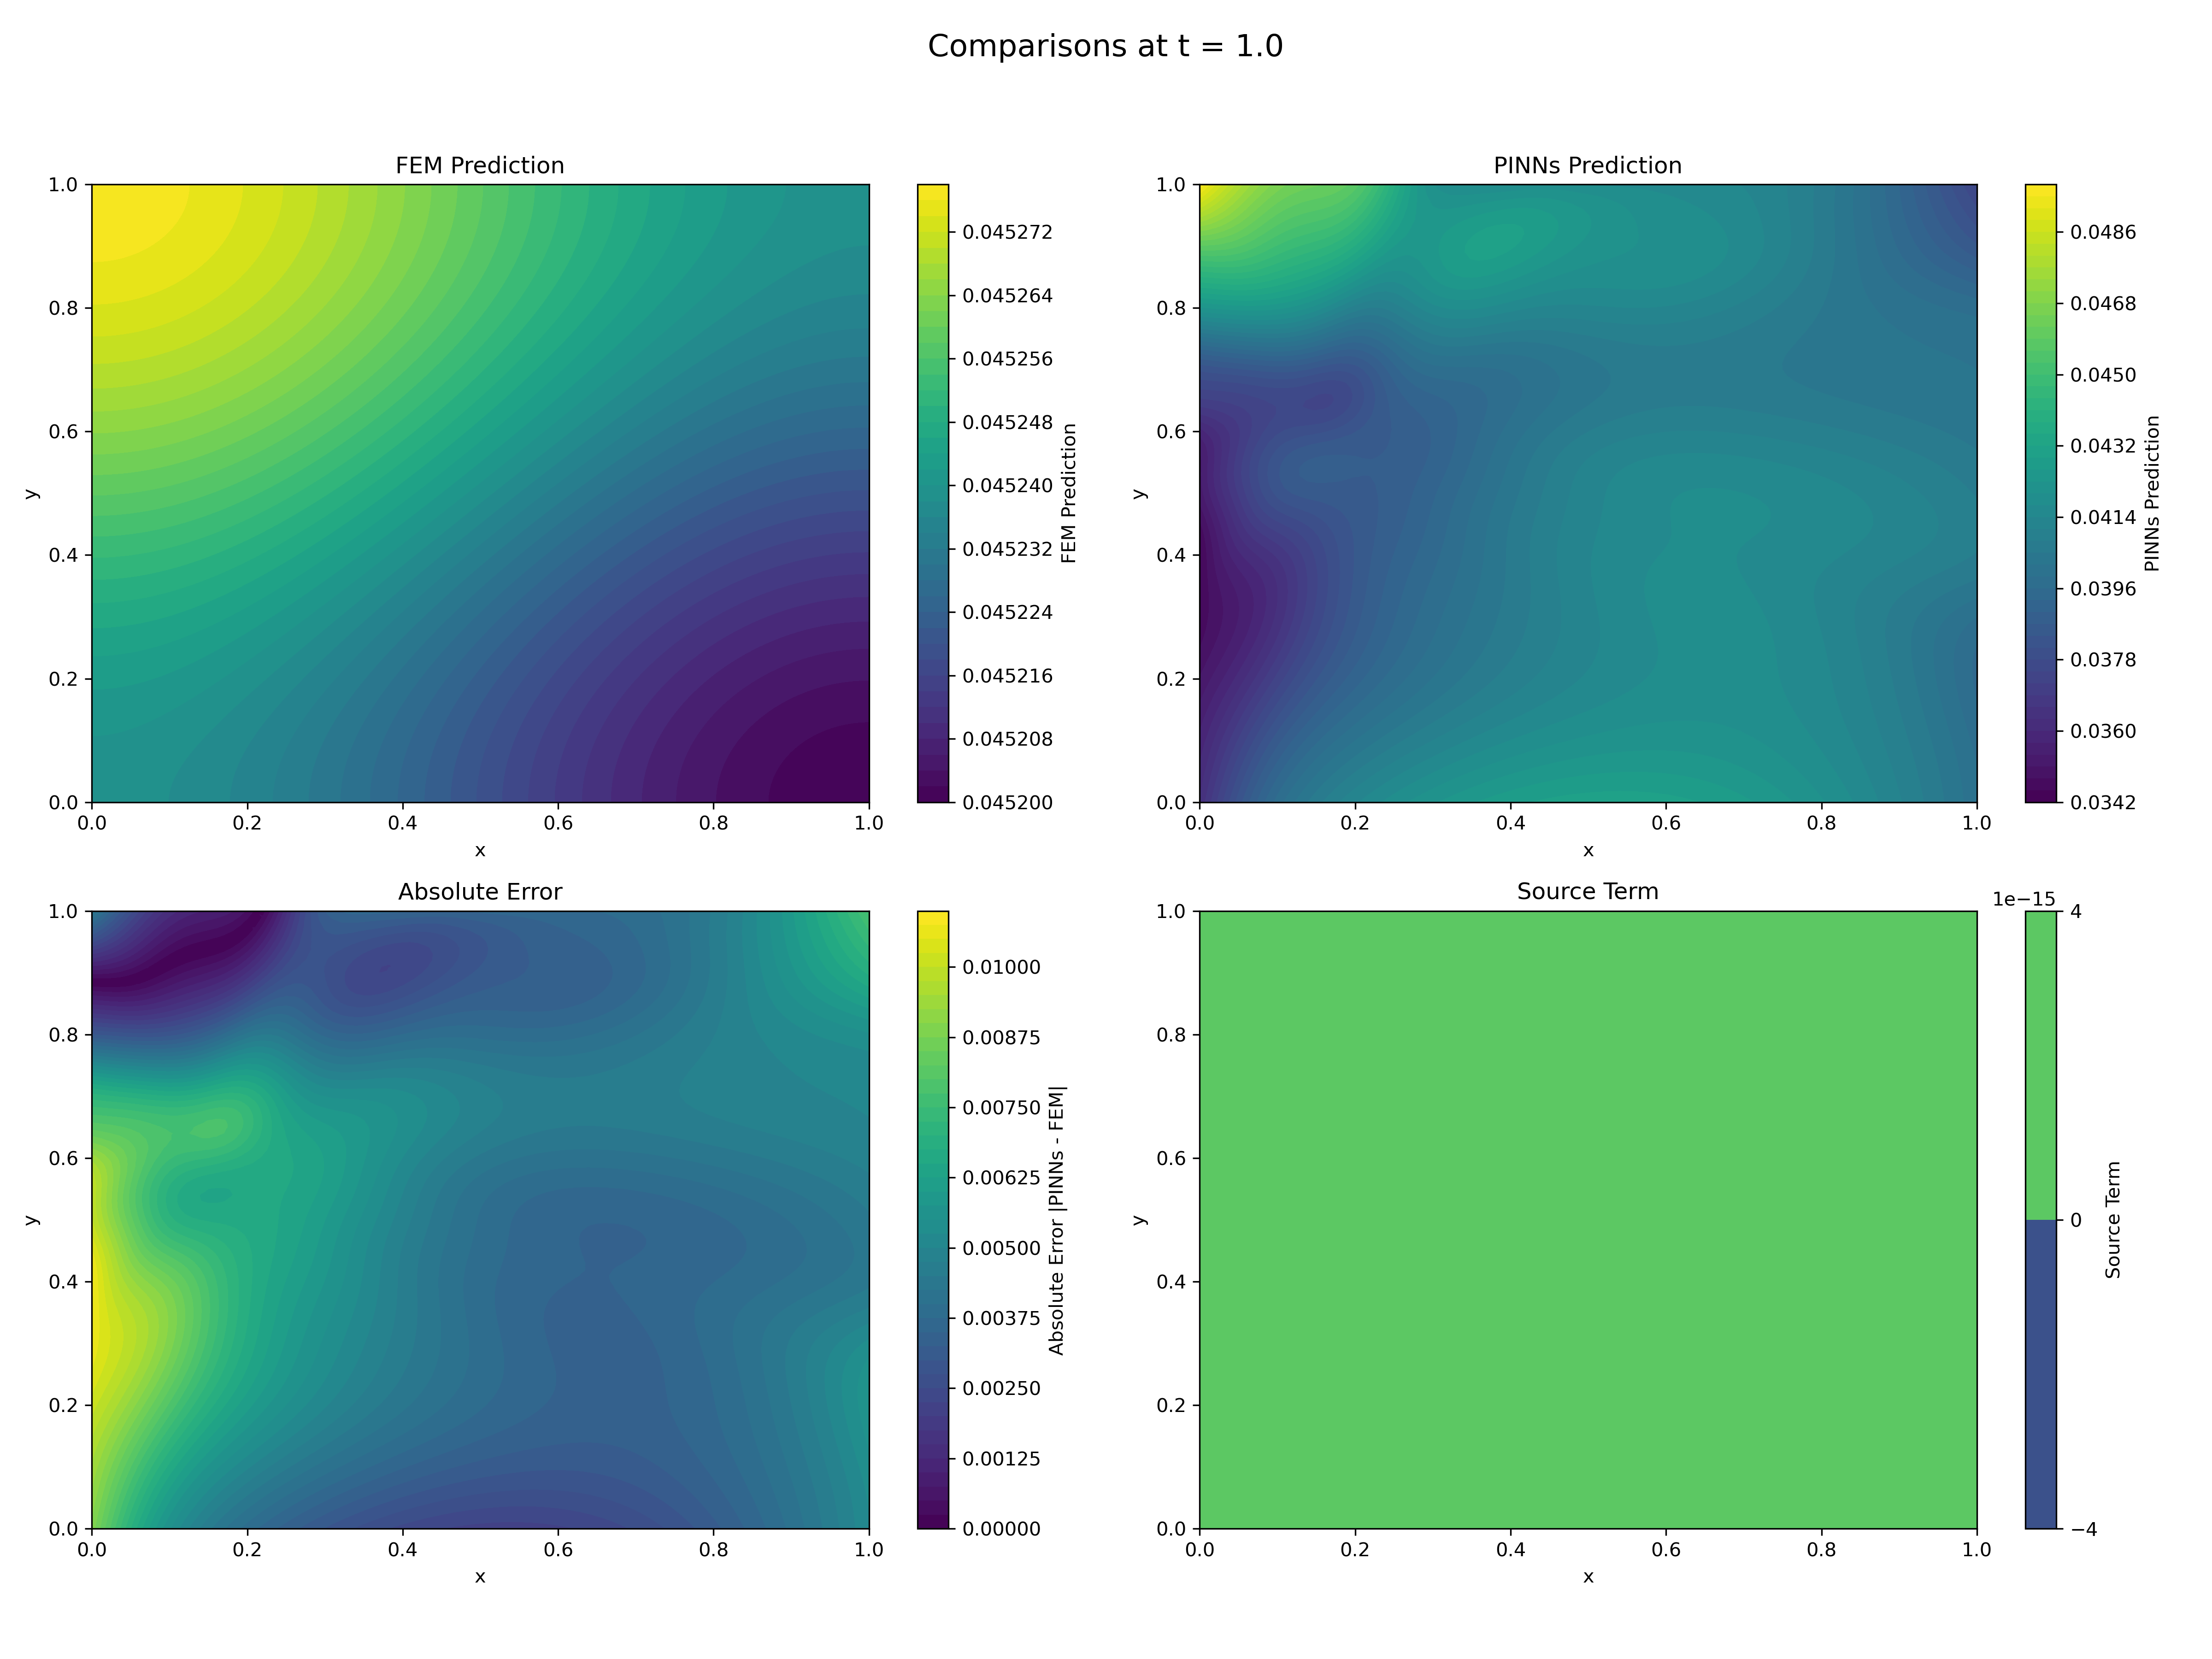 Comparisons at t = 1.0
FEM Prediction
1.0
0.8
0.6
0.4
0.2
0.0
y
0.0 0.2 0.4 0.6 0.8 1.0
x
0.045272
0.045264
0.045256
0.045248
0.045240
0.045232
0.045224
0.045216
0.045208
0.045200
FEM Prediction
PINNs Prediction
1.0
0.8
0.6
0.4
0.2
0.0
y
0.0 0.2 0.4 0.6 0.8 1.0
x
0.0486
0.0468
0.0450
0.0432
0.0414
0.0396
0.0378
0.0360
0.0342
PINNs Prediction
Absolute Error
1.0
0.8
0.6
0.4
0.2
0.0
y
0.0 0.2 0.4 0.6 0.8 1.0
x
0.01000
0.00875
0.00750
0.00625
0.00500
0.00375
0.00250
0.00125
0.00000
Absolute Error |PINNs - FEM|
Source Term
1.0
0.8
0.6
0.4
0.2
0.0
y
0.0 0.2 0.4 0.6 0.8 1.0
x
1e−15
4
0
−4
Source Term